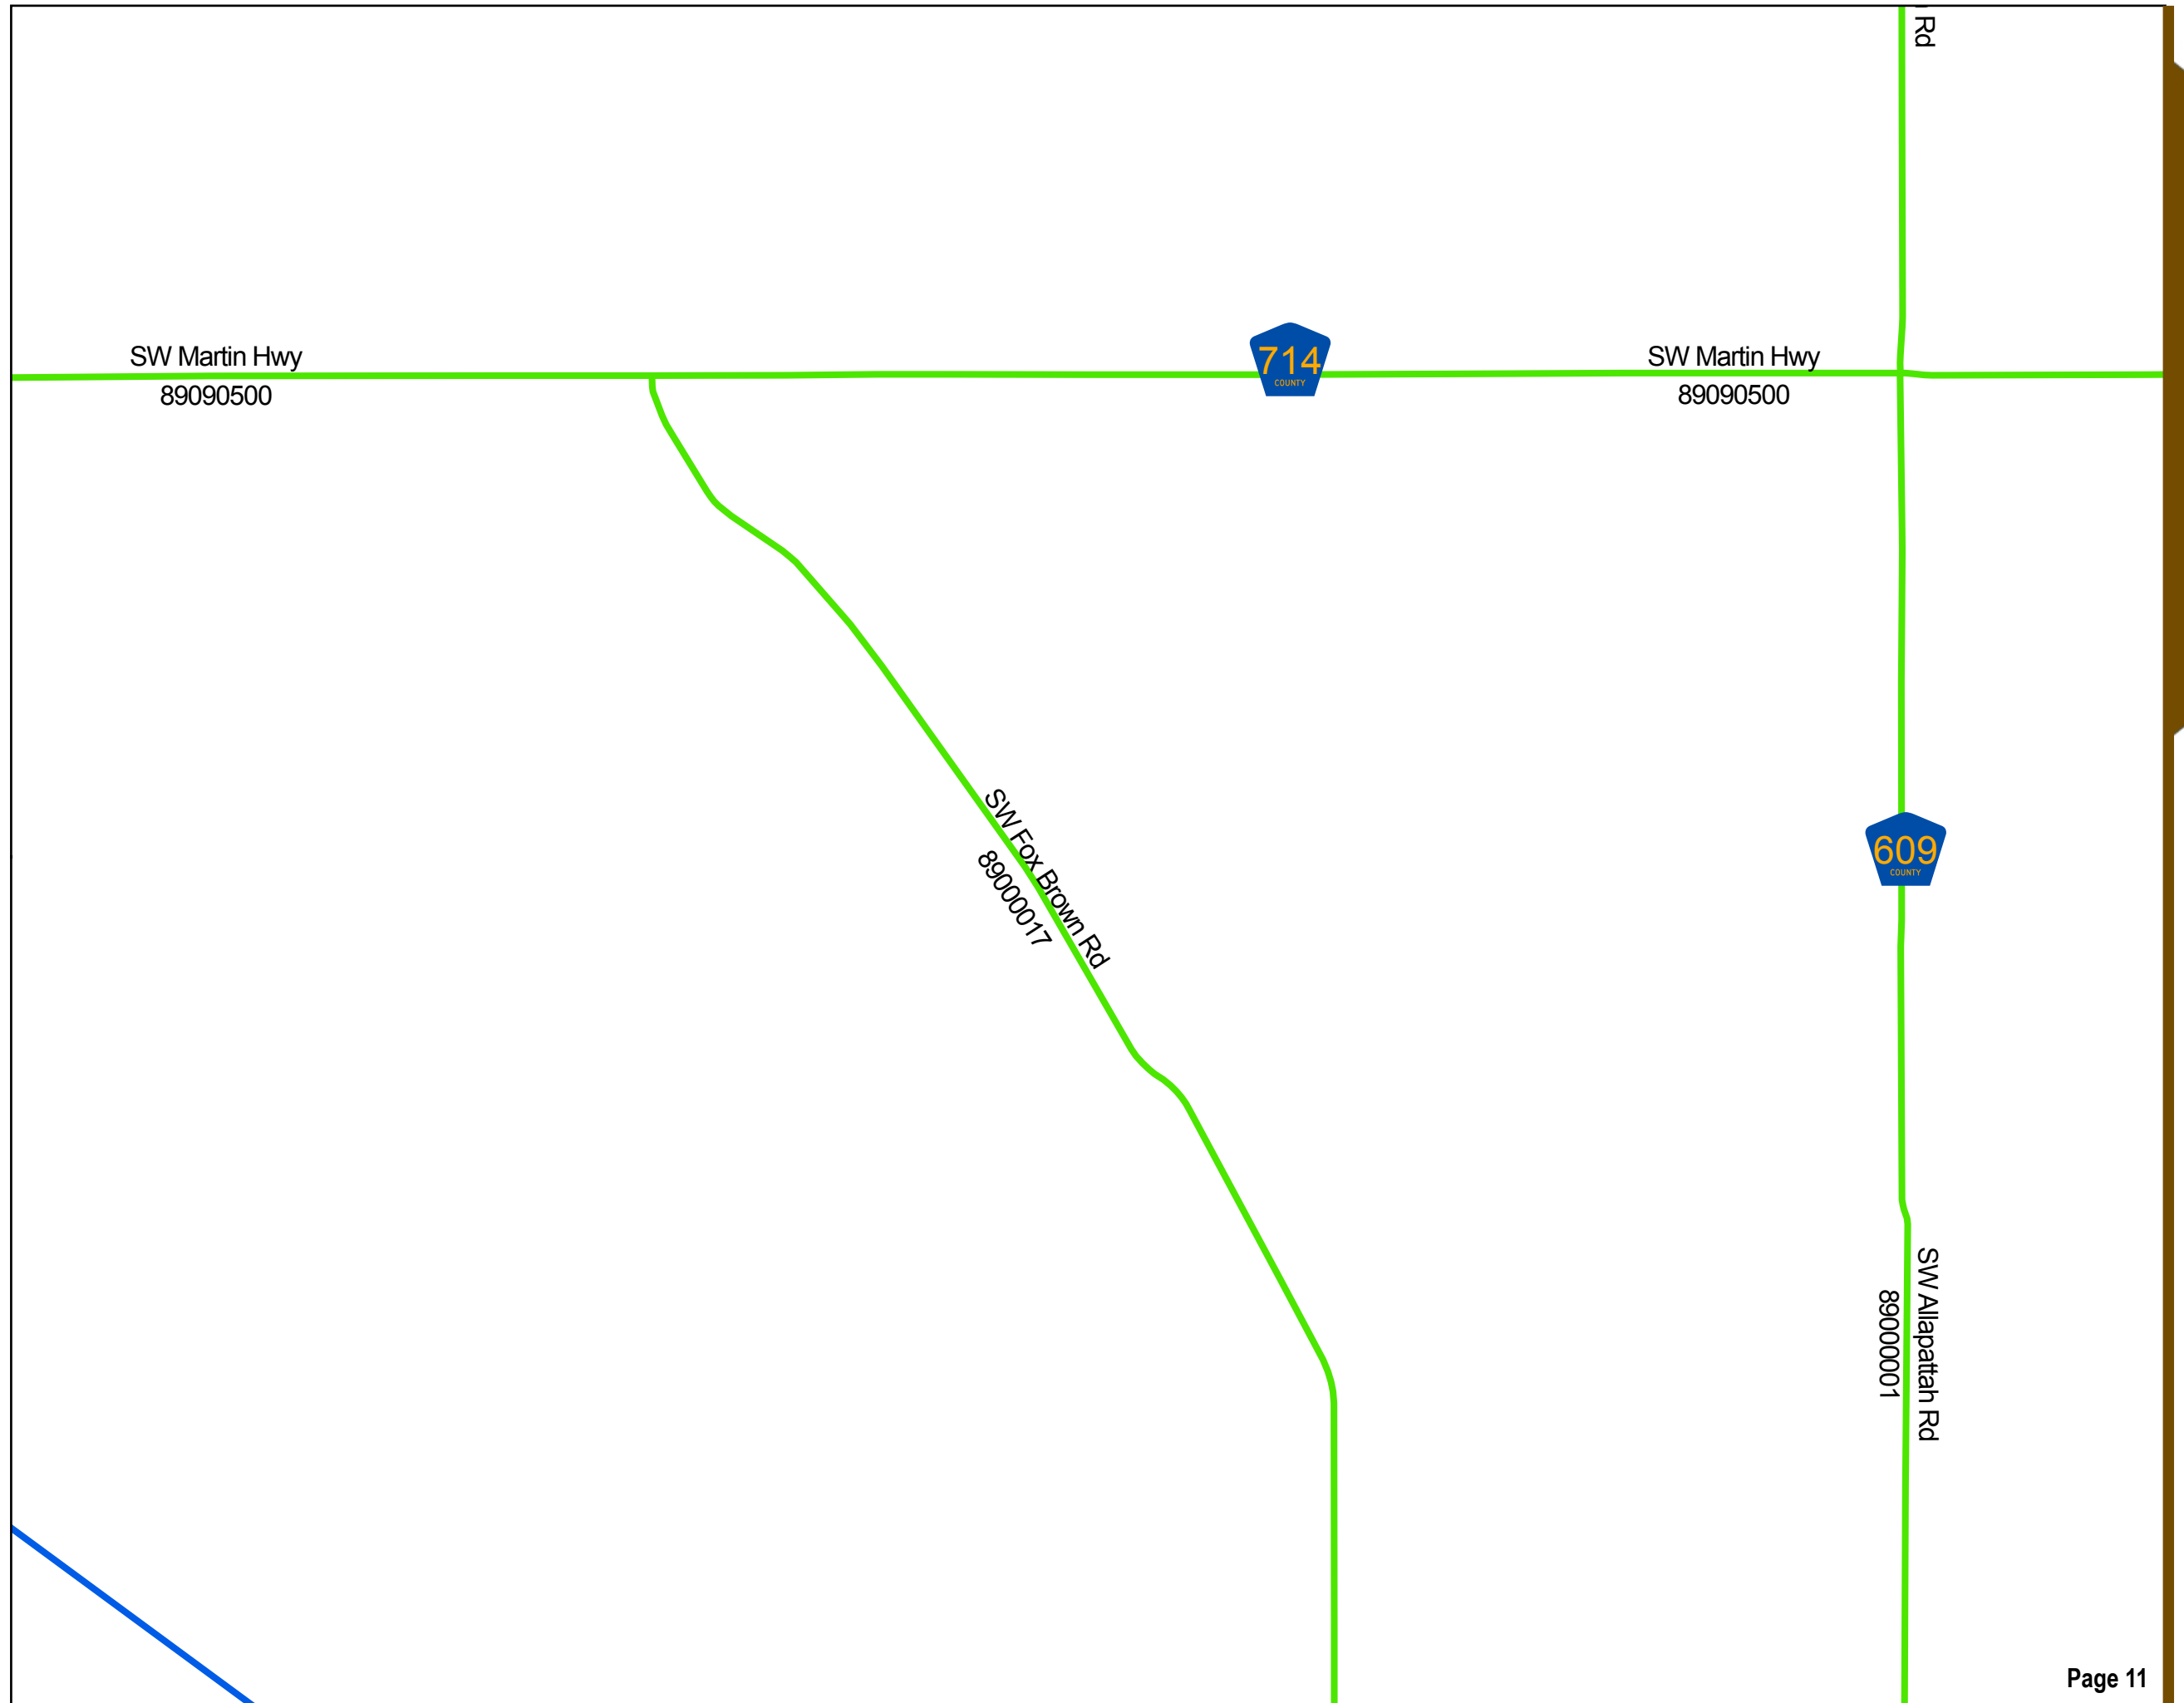 Rd
SW Martin Hwy
89090500
714
COUNTY
SW Martin Hwy
89090500
SW Fox Brown Rd
89000017
609
COUNTY
SW Allapattah Rd
89000001
Page 11